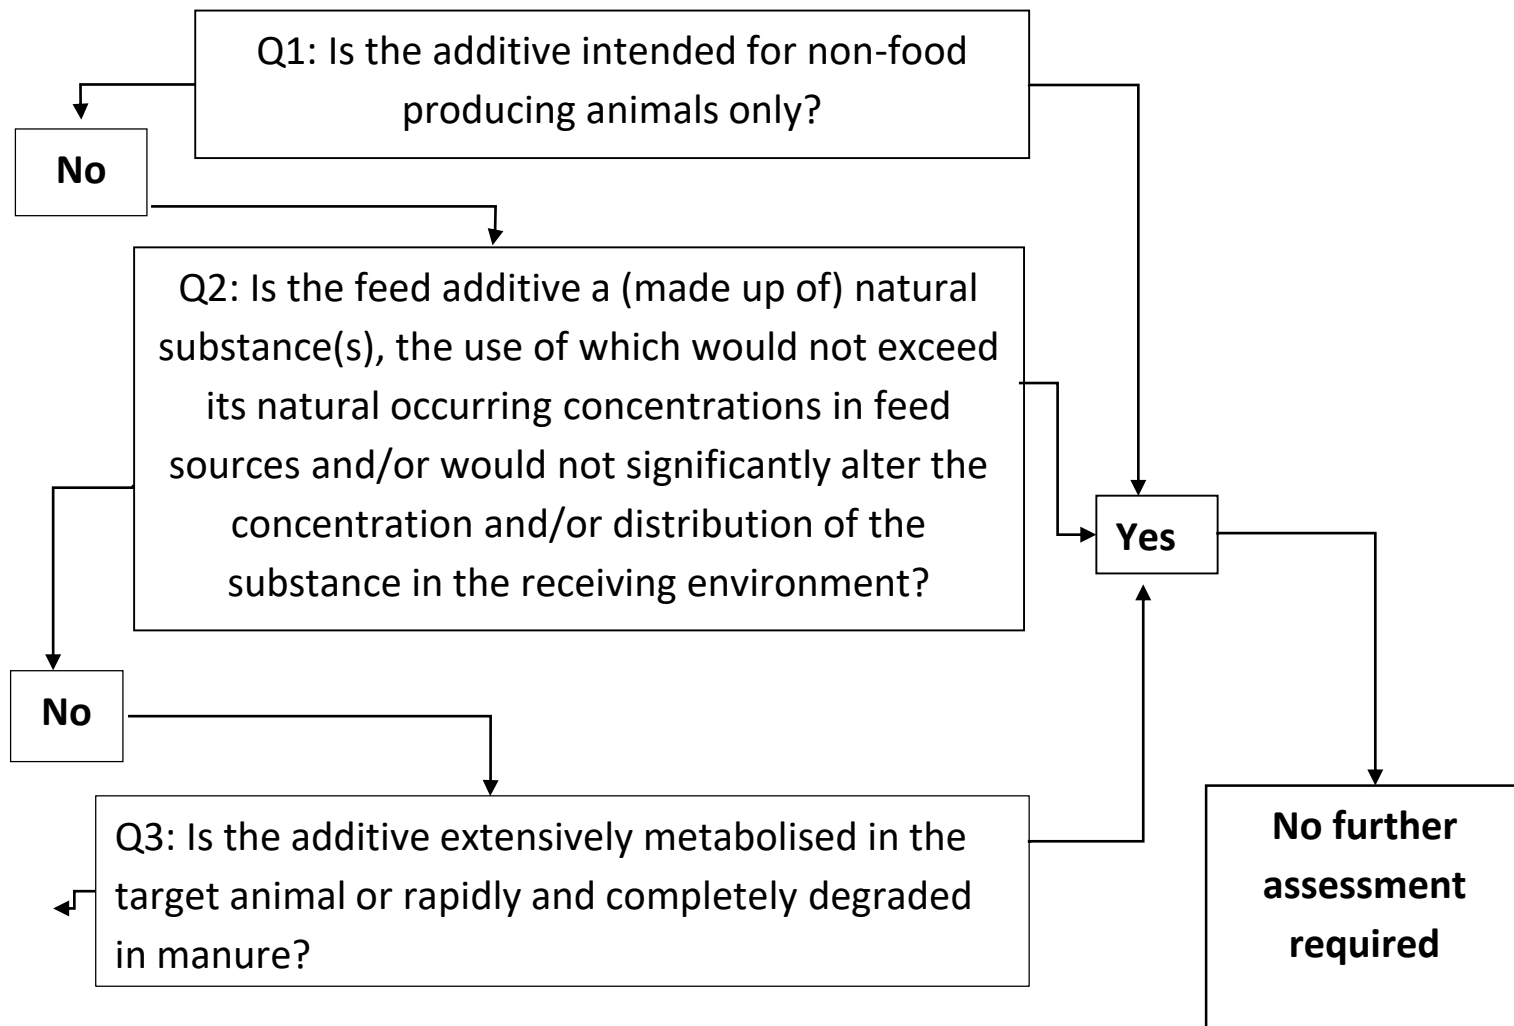 Q1: Is the additive intended for non-food
producing animals only?
No
Q2: Is the feed additive a (made up of) natural
substance(s), the use of which would not exceed
its natural occurring concentrations in feed
sources and/or would not significantly alter the
concentration and/or distribution of the
substance in the receiving environment?
Yes
No
Q3: Is the additive extensively metabolised in the
target animal or rapidly and completely degraded
in manure?
No further
assessment
required